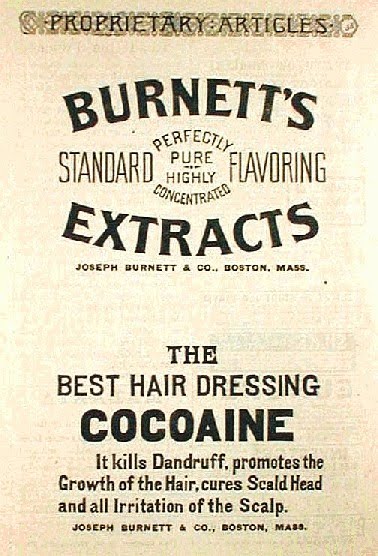 PROPRIETARY·ARTICLES.
BURNETT'S
STANDARD PERFECTLY PURE HIGHLY CONCENTRATED FLAVORING
EXTRACTS
JOSEPH BURNETT & CO., BOSTON, MASS.
THE
BEST HAIR DRESSING
COCOAINE
It kills Dandruff, promotes the
Growth of the Hair, cures Scald Head
and all Irritation of the Scalp.
JOSEPH BURNETT & CO., BOSTON, MASS.